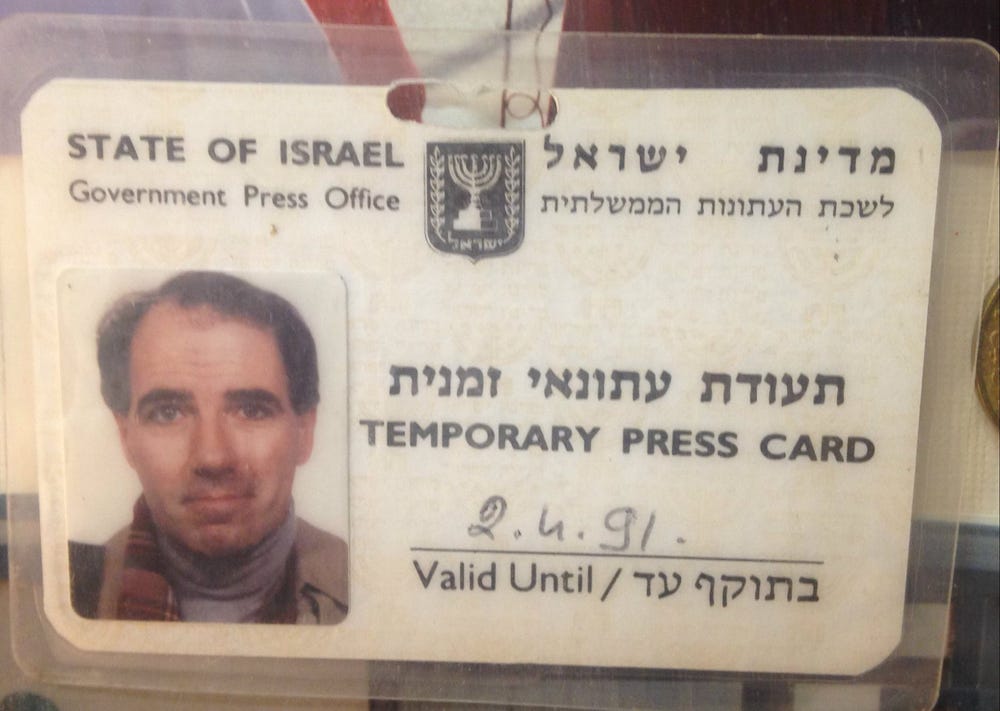 STATE OF ISRAEL
Government Press Office
ישראל
מדינת ישראל
לשכת העתונות הממשלתית
תעודת עתונאי זמנית
TEMPORARY PRESS CARD
2.4.91.
Valid Until / בתוקף עד